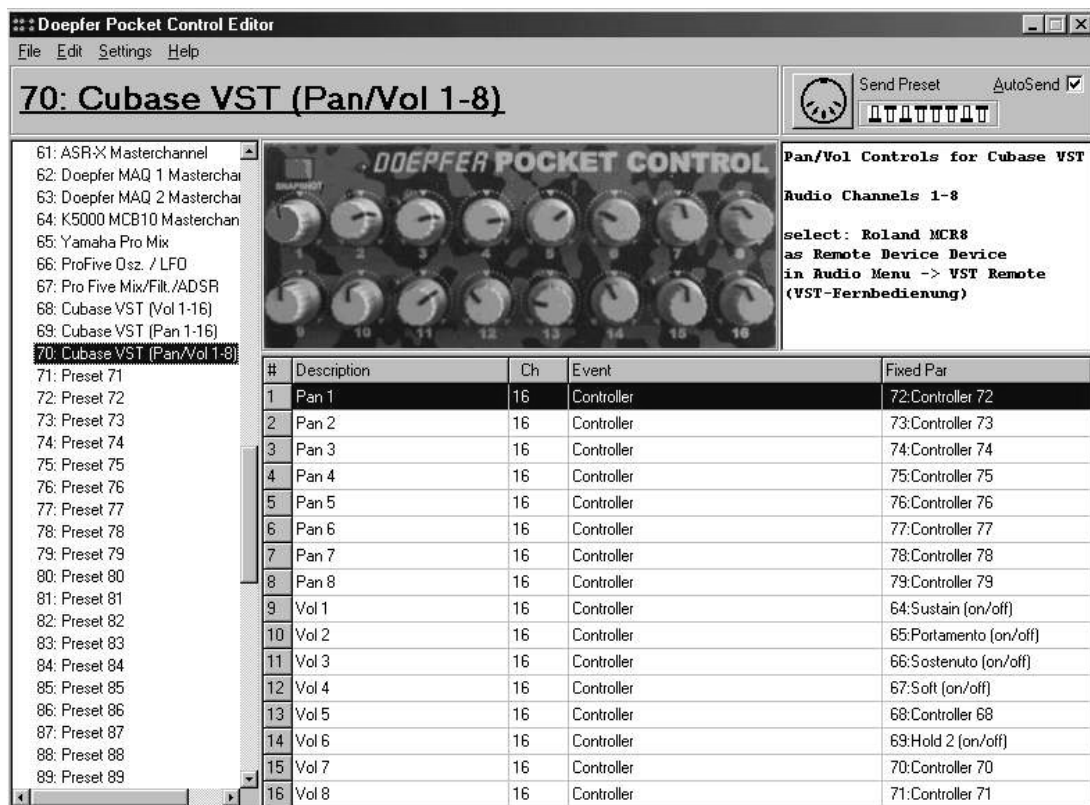 Doepfer Pocket Control Editor
File Edit Settings Help
70: Cubase VST (Pan/Vol 1-8)
Send Preset AutoSend
61: ASR-X Masterchannel
62: Doepfer MAQ 1 Masterchar
63: Doepfer MAQ 2 Masterchar
64: K5000 MCB10 Masterchan
65: Yamaha Pro Mix
66: ProFive Osz. / LFO
67: Pro Five Mix/Filt./ADSR
68: Cubase VST (Vol 1-16)
69: Cubase VST (Pan 1-16)
70: Cubase VST (Pan/Vol 1-8)
71: Preset 71
72: Preset 72
73: Preset 73
74: Preset 74
75: Preset 75
76: Preset 76
77: Preset 77
78: Preset 78
79: Preset 79
80: Preset 80
81: Preset 81
82: Preset 82
83: Preset 83
84: Preset 84
85: Preset 85
86: Preset 86
87: Preset 87
88: Preset 88
89: Preset 89
DOEPFER POCKET CONTROL
SNAPSHOT
1 2 3 4 5 6 7 8
9 10 11 12 13 14 15 16
Pan/Vol Controls for Cubase VST
Audio Channels 1-8
select: Roland MCR8
as Remote Device Device
in Audio Menu -> VST Remote
(VST-Fernbedienung)
# Description Ch Event Fixed Par
1 Pan 1 16 Controller 72:Controller 72
2 Pan 2 16 Controller 73:Controller 73
3 Pan 3 16 Controller 74:Controller 74
4 Pan 4 16 Controller 75:Controller 75
5 Pan 5 16 Controller 76:Controller 76
6 Pan 6 16 Controller 77:Controller 77
7 Pan 7 16 Controller 78:Controller 78
8 Pan 8 16 Controller 79:Controller 79
9 Vol 1 16 Controller 64:Sustain (on/off)
10 Vol 2 16 Controller 65:Portamento (on/off)
11 Vol 3 16 Controller 66:Sostenuto (on/off)
12 Vol 4 16 Controller 67:Soft (on/off)
13 Vol 5 16 Controller 68:Controller 68
14 Vol 6 16 Controller 69:Hold 2 (on/off)
15 Vol 7 16 Controller 70:Controller 70
16 Vol 8 16 Controller 71:Controller 71